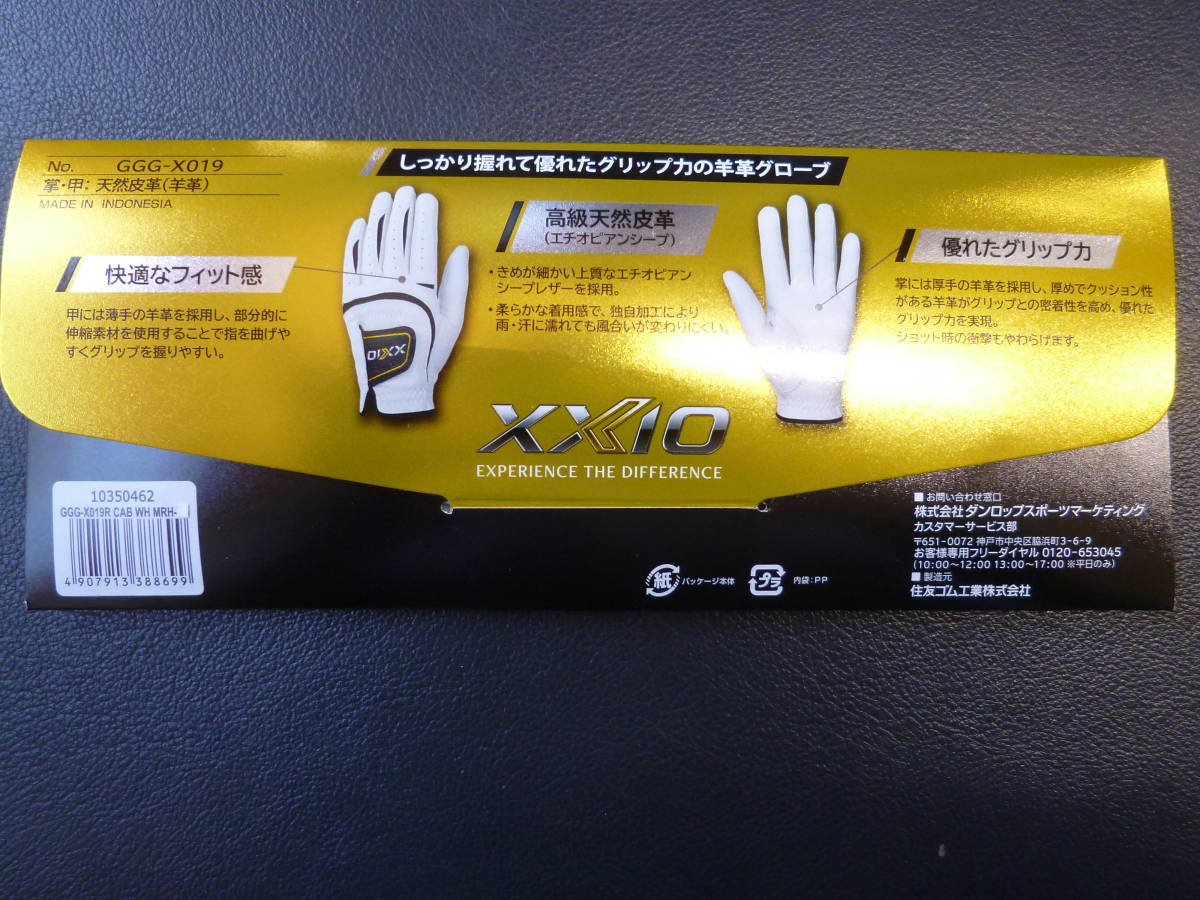 No. GGG-X019
掌・甲: 天然皮革(羊革)
MADE IN INDONESIA
しっかり握れて優れたグリップ力の羊革グローブ
快適なフィット感
甲には薄手の羊革を採用し、部分的に
伸縮素材を使用することで指を曲げや
すくグリップを握りやすい。
XXIO
高級天然皮革
(エチオピアンシープ)
・きめが細かい上質なエチオピアン
シープレザーを採用。
・柔らかな着用感で、独自加工により
雨・汗に濡れても風合いが変わりにくい。
優れたグリップ力
掌には厚手の羊革を採用し、厚めでクッション性
がある羊革がグリップとの密着性を高め、優れた
グリップ力を実現。
ショット時の衝撃もやわらげます。
XXIO
EXPERIENCE THE DIFFERENCE
10350462
GGG-X019R CAB WH MRH-
4 907913 388699
紙 パッケージ本体
プラ 内袋:PP
■ お問い合わせ窓口
株式会社 ダンロップスポーツマーケティング
カスタマーサービス部
〒651-0072 神戸市中央区脇浜町3-6-9
お客様専用フリーダイヤル 0120-653045
(10:00〜12:00 13:00〜17:00 ※平日のみ)
■ 製造元
住友ゴム工業株式会社